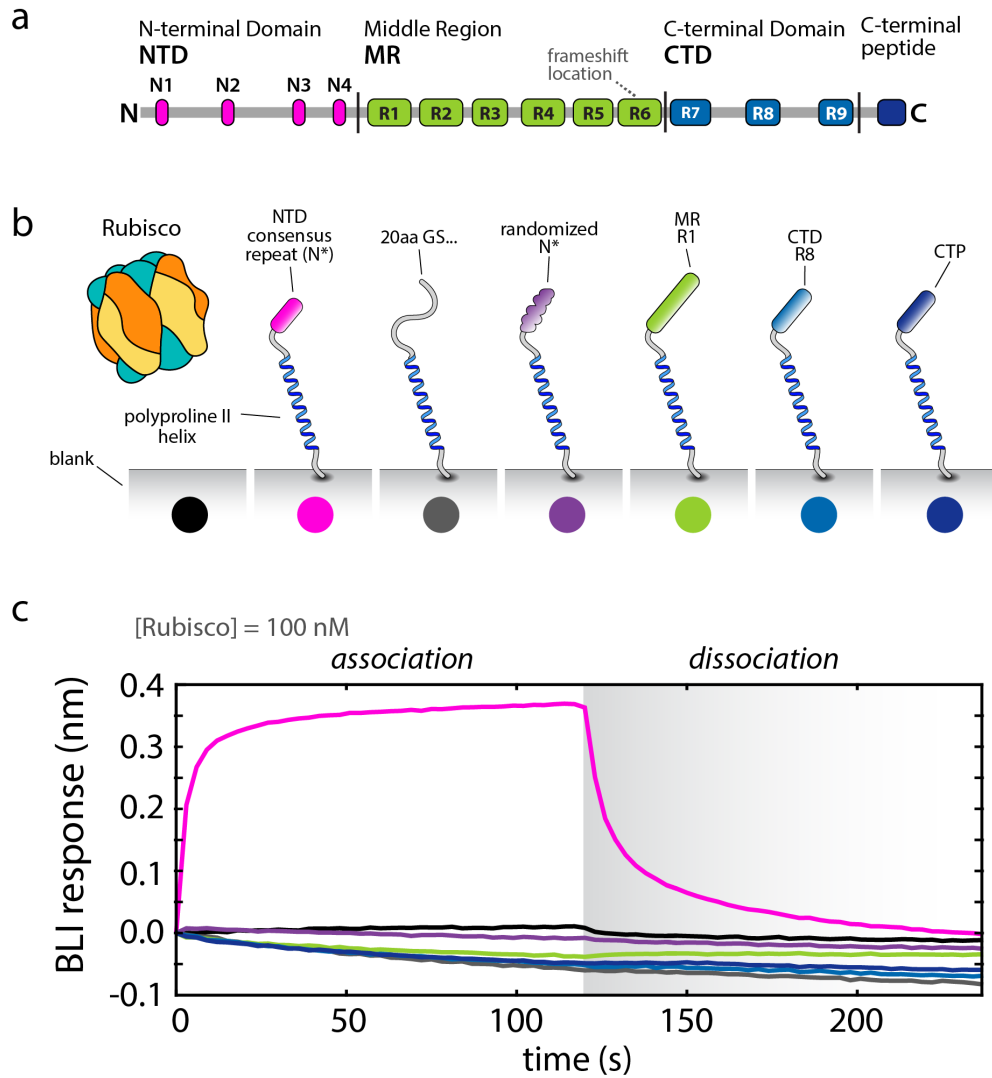 a
N-terminal Domain
NTD
Middle Region
MR
C-terminal Domain
CTD
C-terminal
peptide
frameshift
location
N1 N2 N3 N4
N R1 R2 R3 R4 R5 R6 R7 R8 R9 C
b
Rubisco
NTD
consensus
repeat (N*)
20aa GS...
randomized
N*
MR
R1
CTD
R8
CTP
polyproline II
helix
blank
c
[Rubisco] = 100 nM
association dissociation
BLI response (nm)
0.4
0.3
0.2
0.1
0.0
-0.1
0 50 100 150 200
time (s)